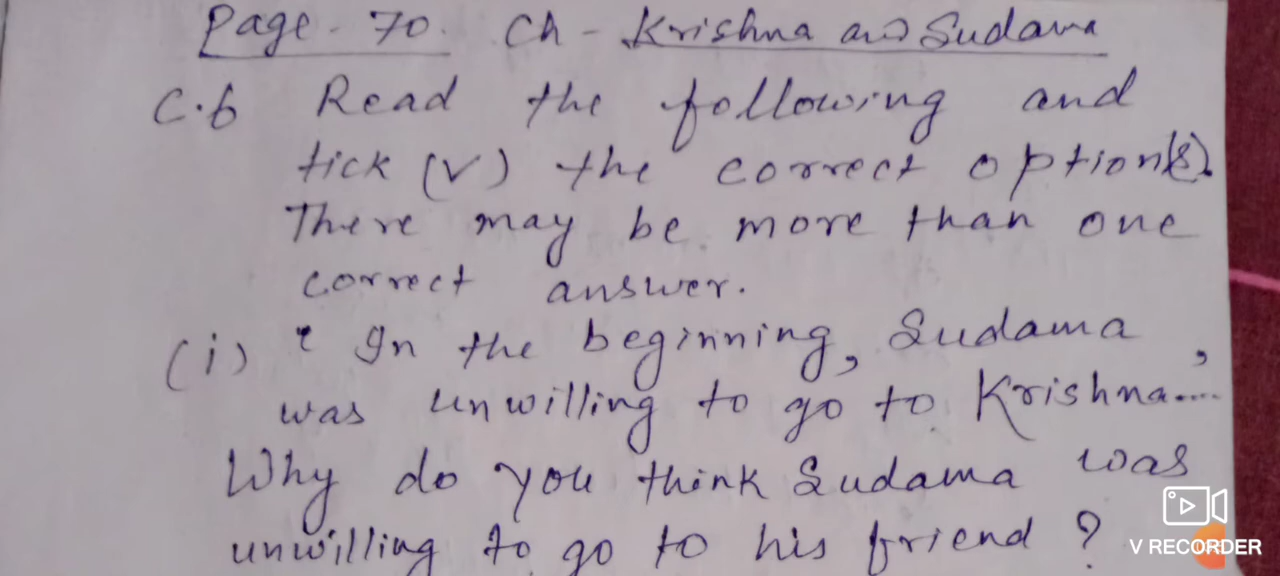 Page - 70. Ch - Krishna and Sudama
C.6 Read the following and
tick (√) the correct option(s).
There may be more than one
correct answer.
(i) ' In the beginning, Sudama
was unwilling to go to Krishna....'
Why do you think Sudama was
unwilling to go to his friend ?
V RECORDER